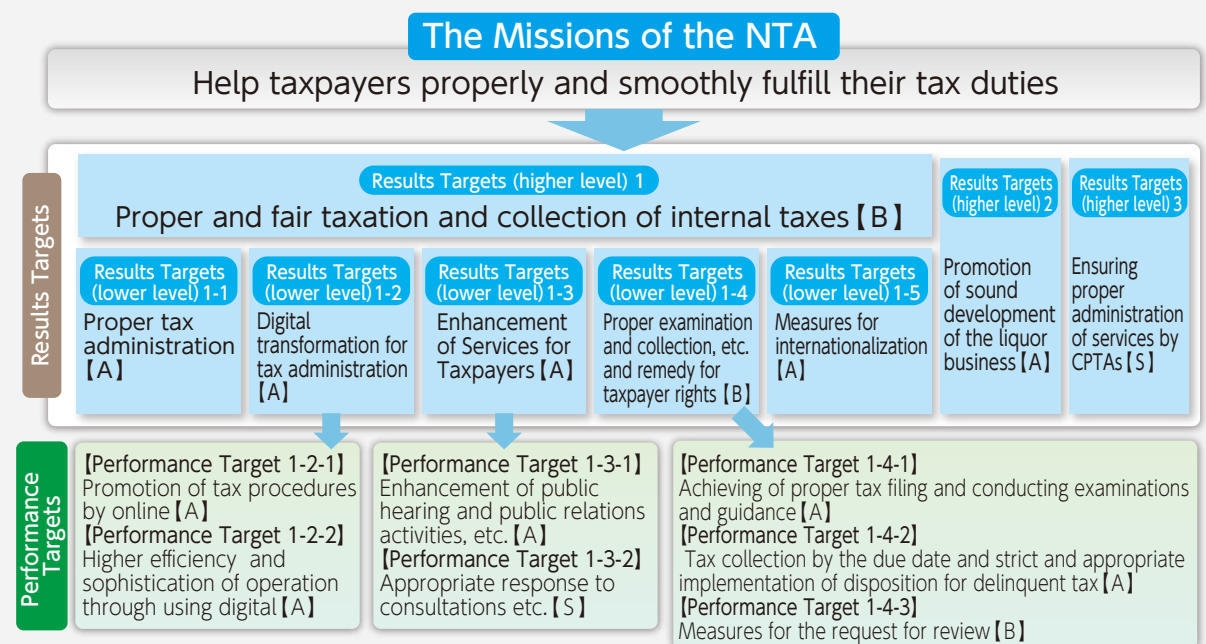 The Missions of the NTA
Help taxpayers properly and smoothly fulfill their tax duties
Results Targets
Results Targets (higher level) 1
Proper and fair taxation and collection of internal taxes【B】
Results Targets
(lower level) 1-1
Proper tax
administration
【A】
Results Targets
(lower level) 1-2
Digital
transformation for
tax administration
【A】
Results Targets
(lower level) 1-3
Enhancement
of Services for
Taxpayers【A】
Results Targets
(lower level) 1-4
Proper examination
and collection, etc.
and remedy for
taxpayer rights【B】
Results Targets
(lower level) 1-5
Measures for
internationalization
【A】
Results Targets
(higher level) 2
Promotion
of sound
development
of the liquor
business【A】
Results Targets
(higher level) 3
Ensuring
proper
administration
of services by
CPTAs【S】
Performance
Targets
【Performance Target 1-2-1】
Promotion of tax procedures
by online【A】
【Performance Target 1-2-2】
Higher efficiency and
sophistication of operation
through using digital【A】
【Performance Target 1-3-1】
Enhancement of public
hearing and public relations
activities, etc.【A】
【Performance Target 1-3-2】
Appropriate response to
consultations etc.【S】
【Performance Target 1-4-1】
Achieving of proper tax filing and conducting examinations
and guidance【A】
【Performance Target 1-4-2】
Tax collection by the due date and strict and appropriate
implementation of disposition for delinquent tax【A】
【Performance Target 1-4-3】
Measures for the request for review【B】